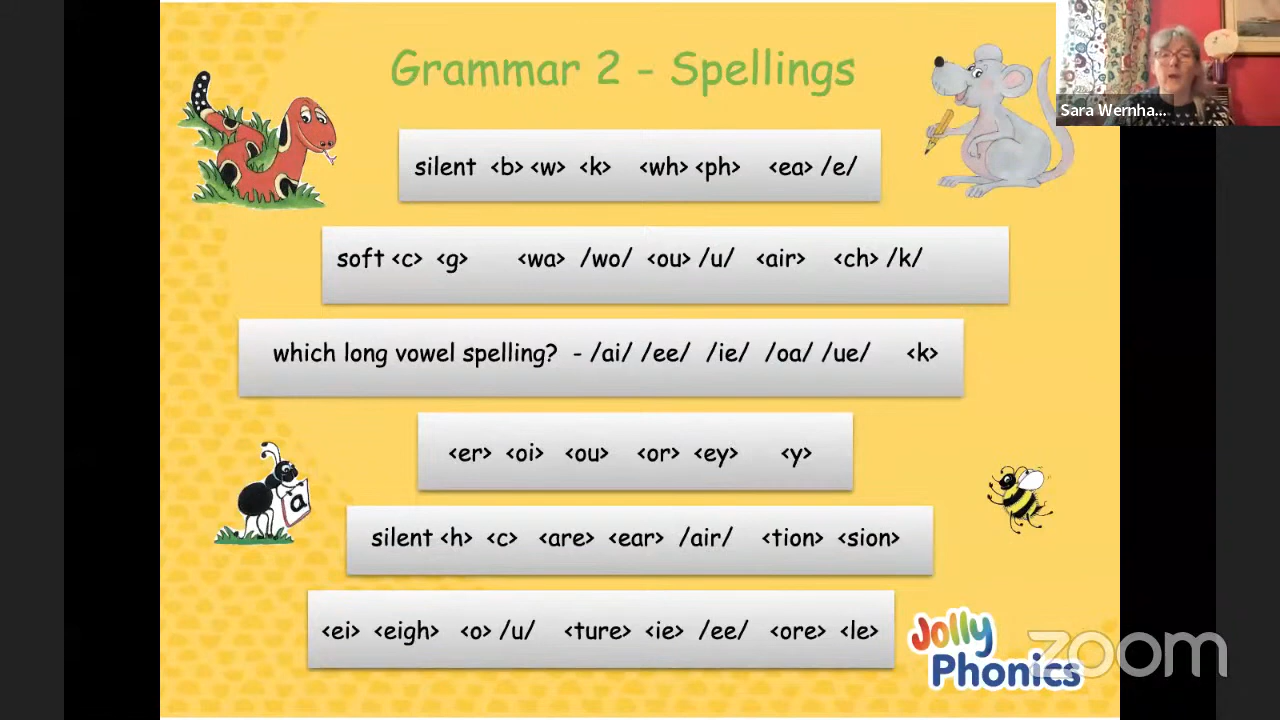 Grammar 2 - Spellings
Sara Wernha...
silent <b> <w> <k> <wh> <ph> <ea> /e/
soft <c> <g> <wa> /wo/ <ou> /u/ <air> <ch> /k/
which long vowel spelling? - /ai/ /ee/ /ie/ /oa/ /ue/ <k>
<er> <oi> <ou> <or> <ey> <y>
a
silent <h> <c> <are> <ear> /air/ <tion> <sion>
<ei> <eigh> <o> /u/ <ture> <ie> /ee/ <ore> <le>
Jolly
Phonics
zoom